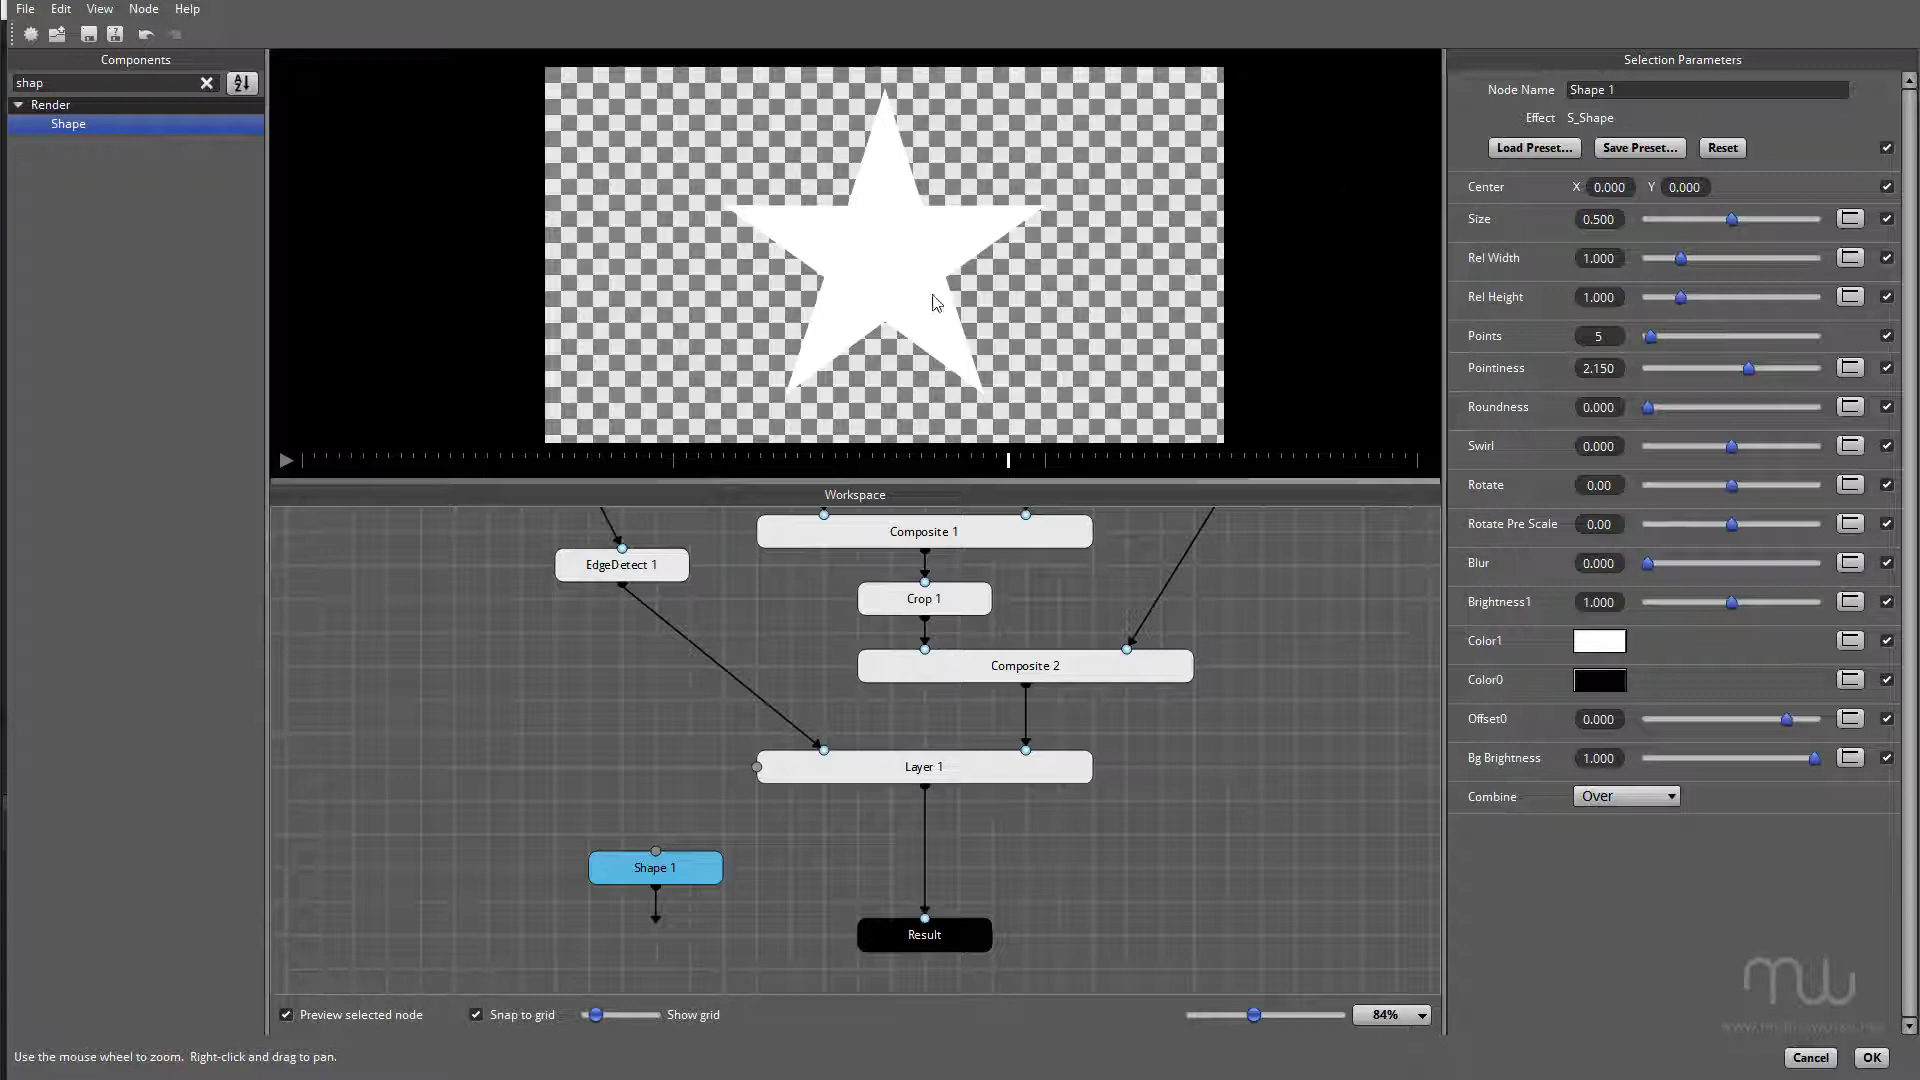 File Edit View Node Help
Components
shap
Render
Shape
Selection Parameters
Node Name Shape 1
Effect S_Shape
Load Preset... Save Preset... Reset
Center X 0.000 Y 0.000
Size 0.500
Rel Width 1.000
Rel Height 1.000
Points 5
Pointiness 2.150
Roundness 0.000
Swirl 0.000
Rotate 0.00
Rotate Pre Scale 0.00
Blur 0.000
Brightness1 1.000
Color1
Color0
Offset0 0.000
Bg Brightness 1.000
Combine Over
Workspace
Composite 1
EdgeDetect 1
Crop 1
Composite 2
Layer 1
Shape 1
Result
Preview selected node Snap to grid Show grid 84%
Use the mouse wheel to zoom. Right-click and drag to pan.
Cancel OK